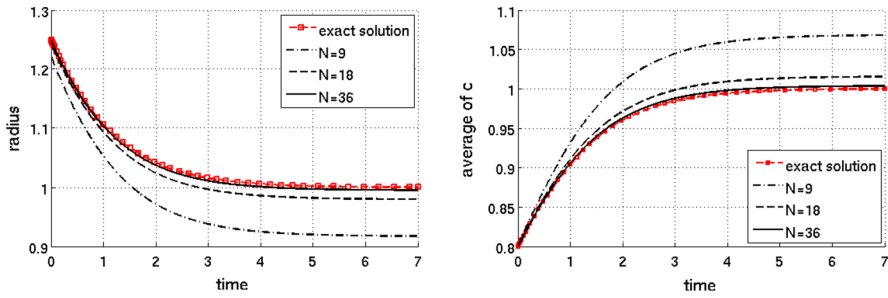 radius
1.3
1.2
1.1
1
0.9
exact solution
N=9
N=18
N=36
0 1 2 3 4 5 6 7
time
average of c
1.1
1.05
1
0.95
0.9
0.85
0.8
exact solution
N=9
N=18
N=36
0 1 2 3 4 5 6 7
time